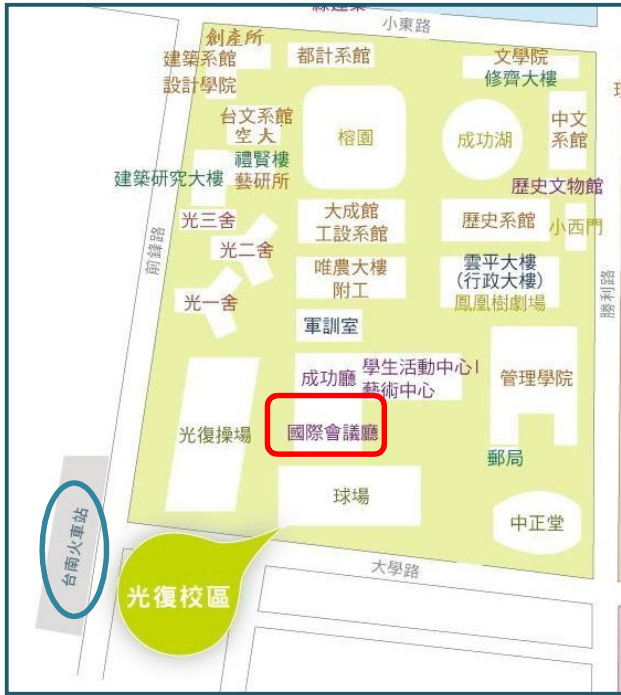 小東路
創產所
建築系館
設計學院
都計系館
文學院
修齊大樓
台文系館
空大
榕園
成功湖
中文
系館
建築研究大樓
禮賢樓
藝研所
歷史文物館
光三舍
大成館
工設系館
歷史系館
小西門
前鋒路
光二舍
唯農大樓
附工
雲平大樓
(行政大樓)
鳳凰樹劇場
勝利路
光一舍
軍訓室
成功廳
學生活動中心I
藝術中心
管理學院
光復操場
國際會議廳
郵局
球場
中正堂
台南火車站
大學路
光復校區